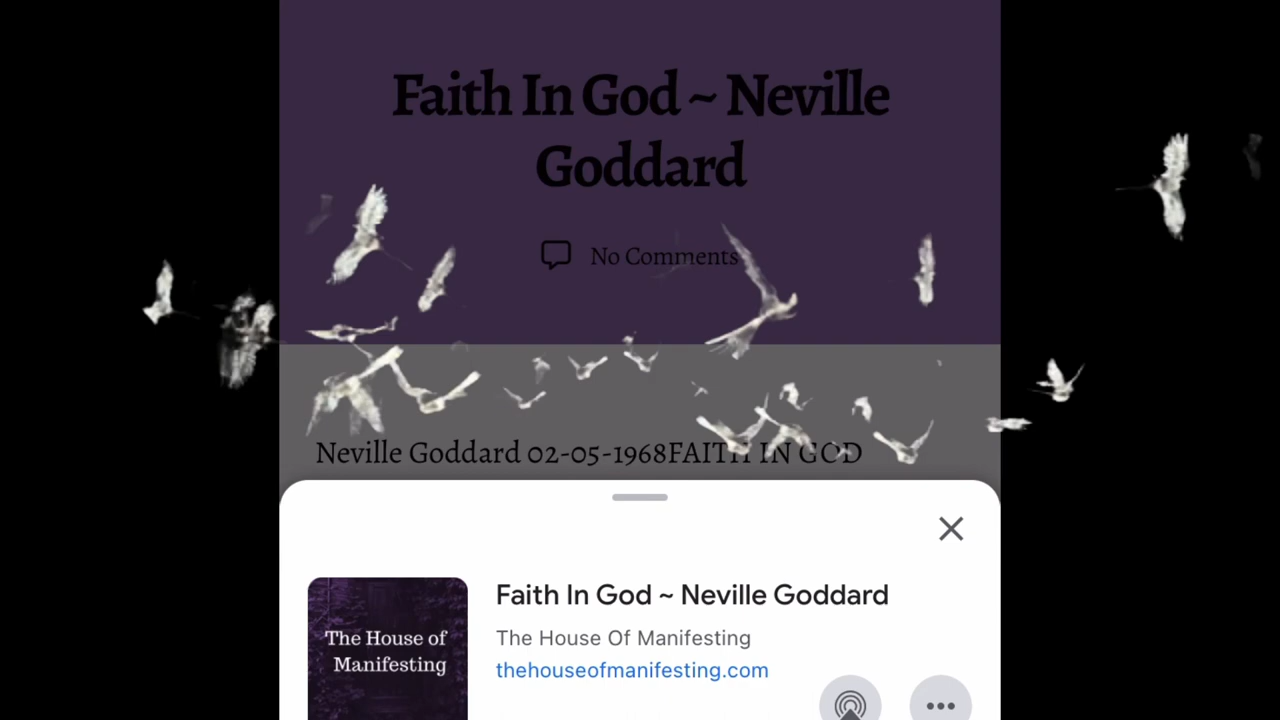 Faith In God ~ Neville
Goddard
No Comments
Neville Goddard 02-05-1968FAITH IN GOD
The House of
Manifesting
Faith In God ~ Neville Goddard
The House Of Manifesting
thehouseofmanifesting.com